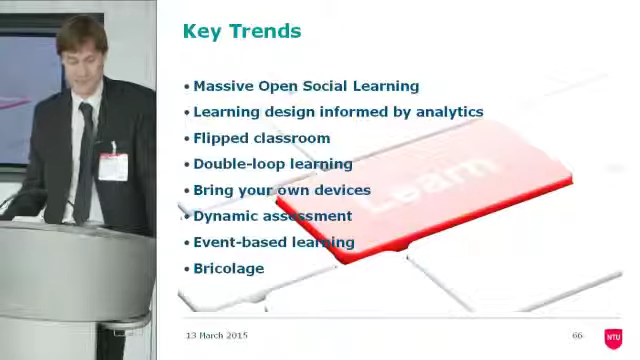 Key Trends
• Massive Open Social Learning
• Learning design informed by analytics
• Flipped classroom
• Double-loop learning
• Bring your own devices
• Dynamic assessment
• Event-based learning
• Bricolage
Learn
13 March 2015
66
NTU